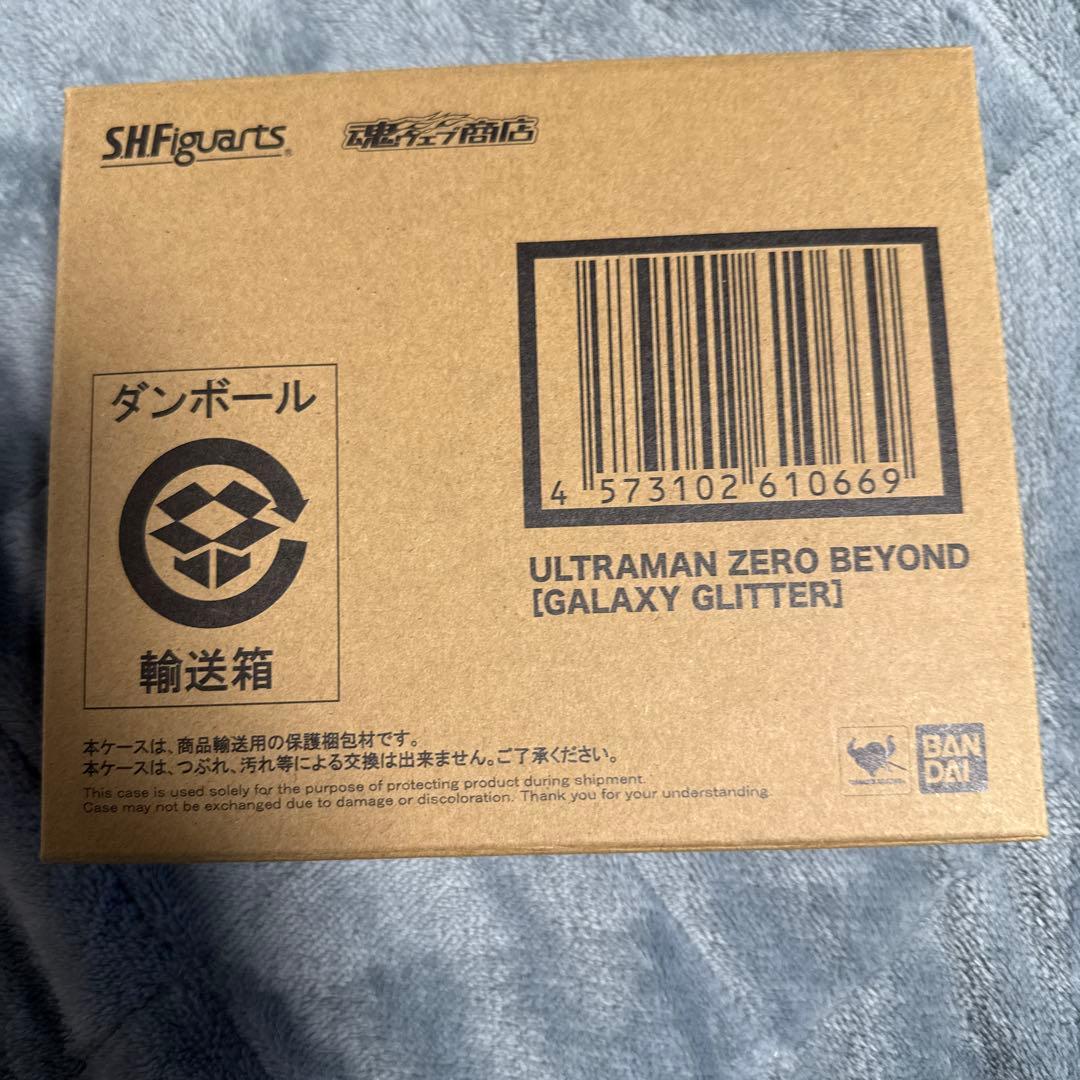 S.H.Figuarts®
魂ウェブ商店
4 573102 610669
ULTRAMAN ZERO BEYOND
[GALAXY GLITTER]
ダンボール
輸送箱
本ケースは、商品輸送用の保護梱包材です。
本ケースは、つぶれ、汚れ等による交換は出来ません。ご了承ください。
This case is used solely for the purpose of protecting product during shipment.
Case may not be exchanged due to damage or discoloration. Thank you for your understanding.
BAN
DAI